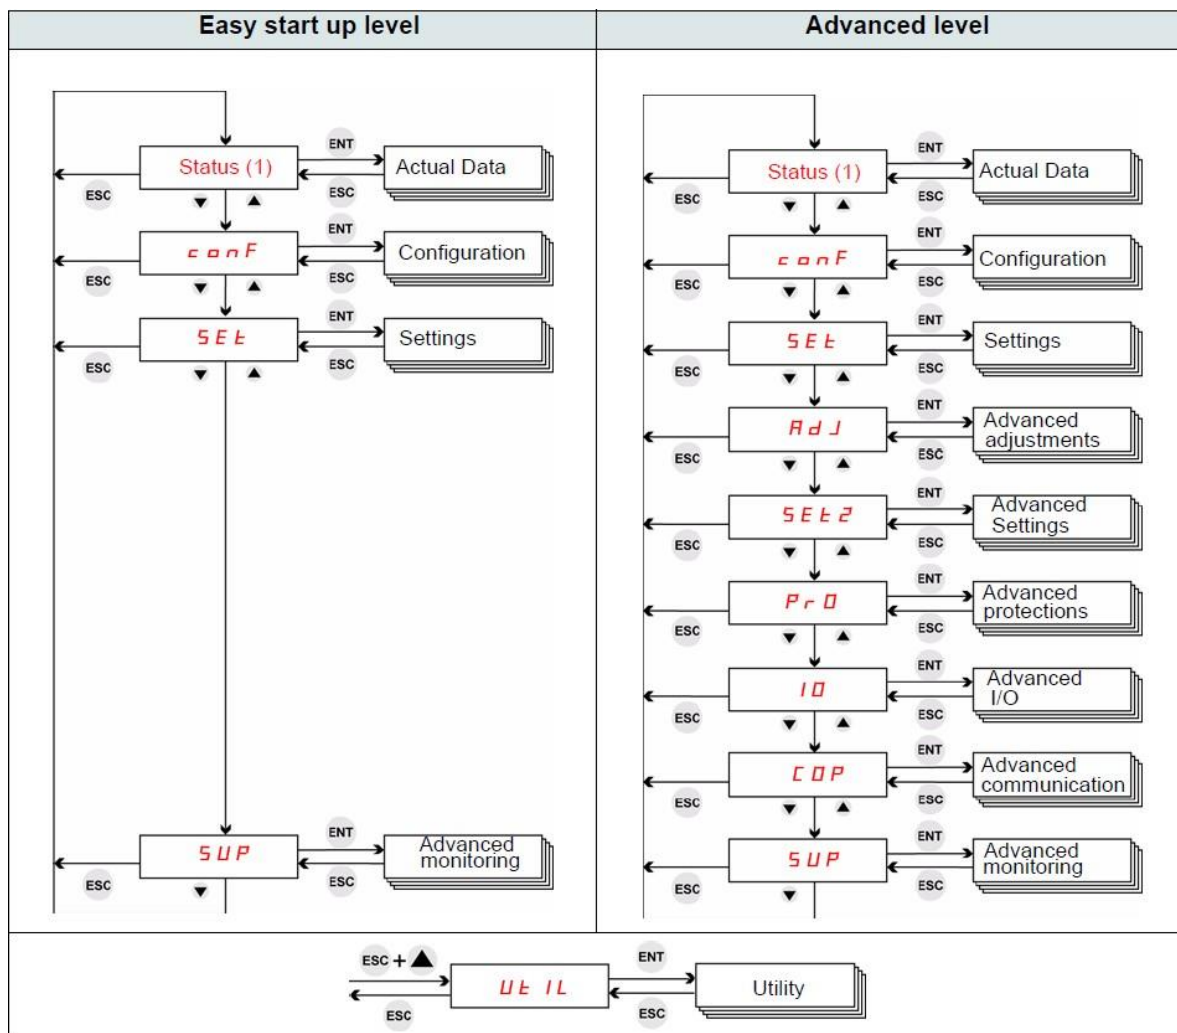 Easy start up level
Advanced level
Status (1)
ENT
Actual Data
ESC
ESC
▼ ▲
conF
ENT
Configuration
ESC
ESC
▼ ▲
SEt
ENT
Settings
ESC
ESC
▼ ▲
SUP
ENT
Advanced
monitoring
ESC
ESC
▼
Status (1)
ENT
Actual Data
ESC
ESC
▼ ▲
conF
ENT
Configuration
ESC
ESC
▼ ▲
SEt
ENT
Settings
ESC
ESC
▼ ▲
AdJ
ENT
Advanced
adjustments
ESC
ESC
▼ ▲
SEt2
ENT
Advanced
Settings
ESC
ESC
▼ ▲
PrO
ENT
Advanced
protections
ESC
ESC
▼ ▲
IO
ENT
Advanced
I/O
ESC
ESC
▼ ▲
COP
ENT
Advanced
communication
ESC
ESC
▼ ▲
SUP
ENT
Advanced
monitoring
ESC
ESC
▼
ESC + ▲
ESC
UtIL
ENT
ESC
Utility